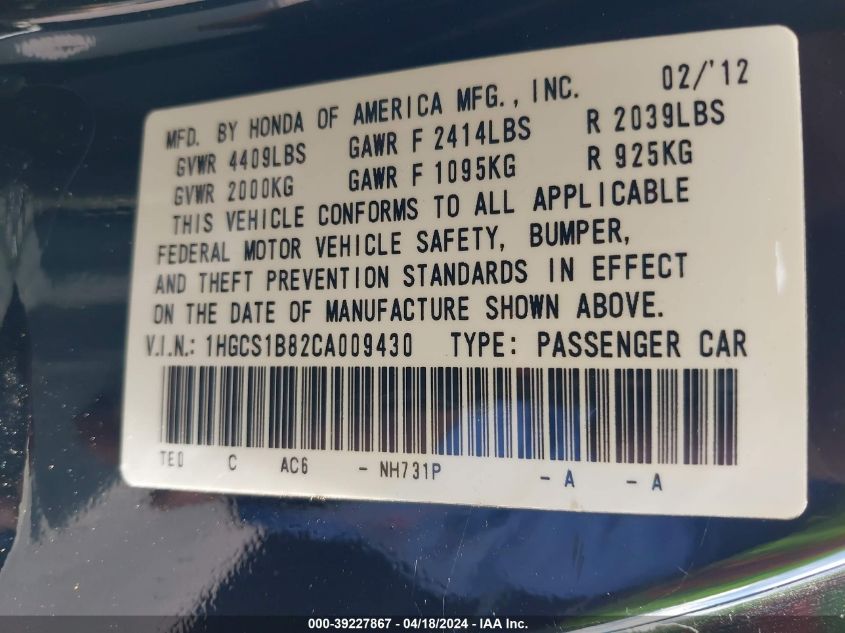 MFD. BY HONDA OF AMERICA MFG., INC. 02/'12
GVWR 4409LBS GAWR F 2414LBS R 2039LBS
GVWR 2000KG GAWR F 1095KG R 925KG
THIS VEHICLE CONFORMS TO ALL APPLICABLE
FEDERAL MOTOR VEHICLE SAFETY, BUMPER,
AND THEFT PREVENTION STANDARDS IN EFFECT
ON THE DATE OF MANUFACTURE SHOWN ABOVE.
V.I.N.: 1HGCS1B82CA009430 TYPE: PASSENGER CAR
TE0 C AC6 - NH731P - A - A
000-39227867 - 04/18/2024 - IAA Inc.